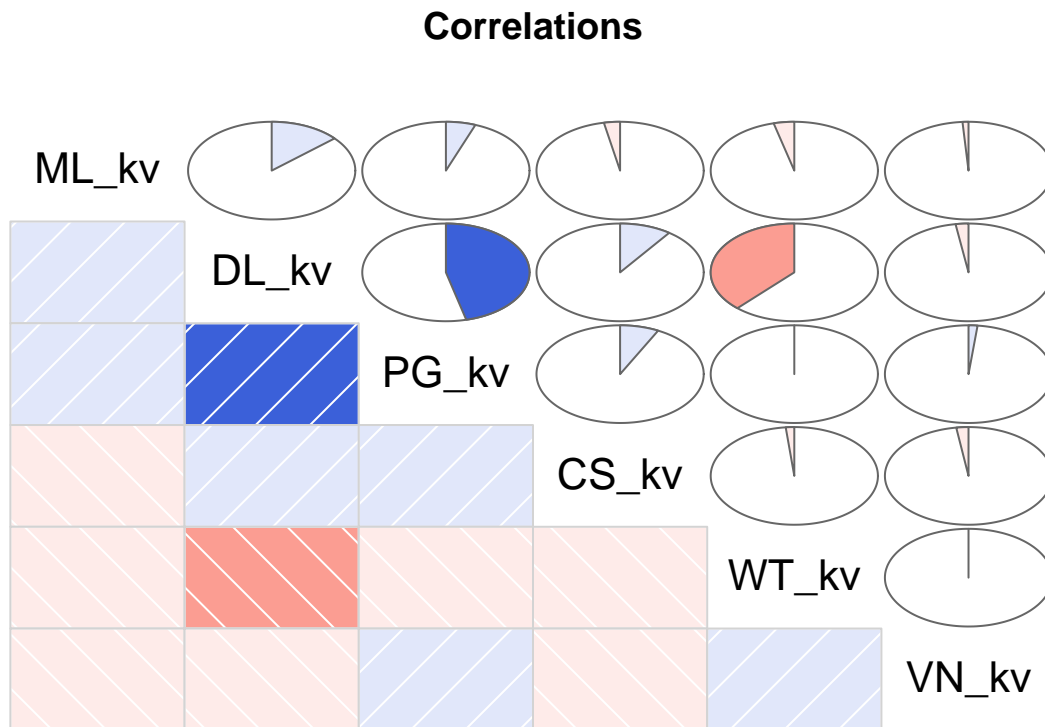 Correlations
ML_kv
DL_kv
PG_kv
CS_kv
WT_kv
VN_kv